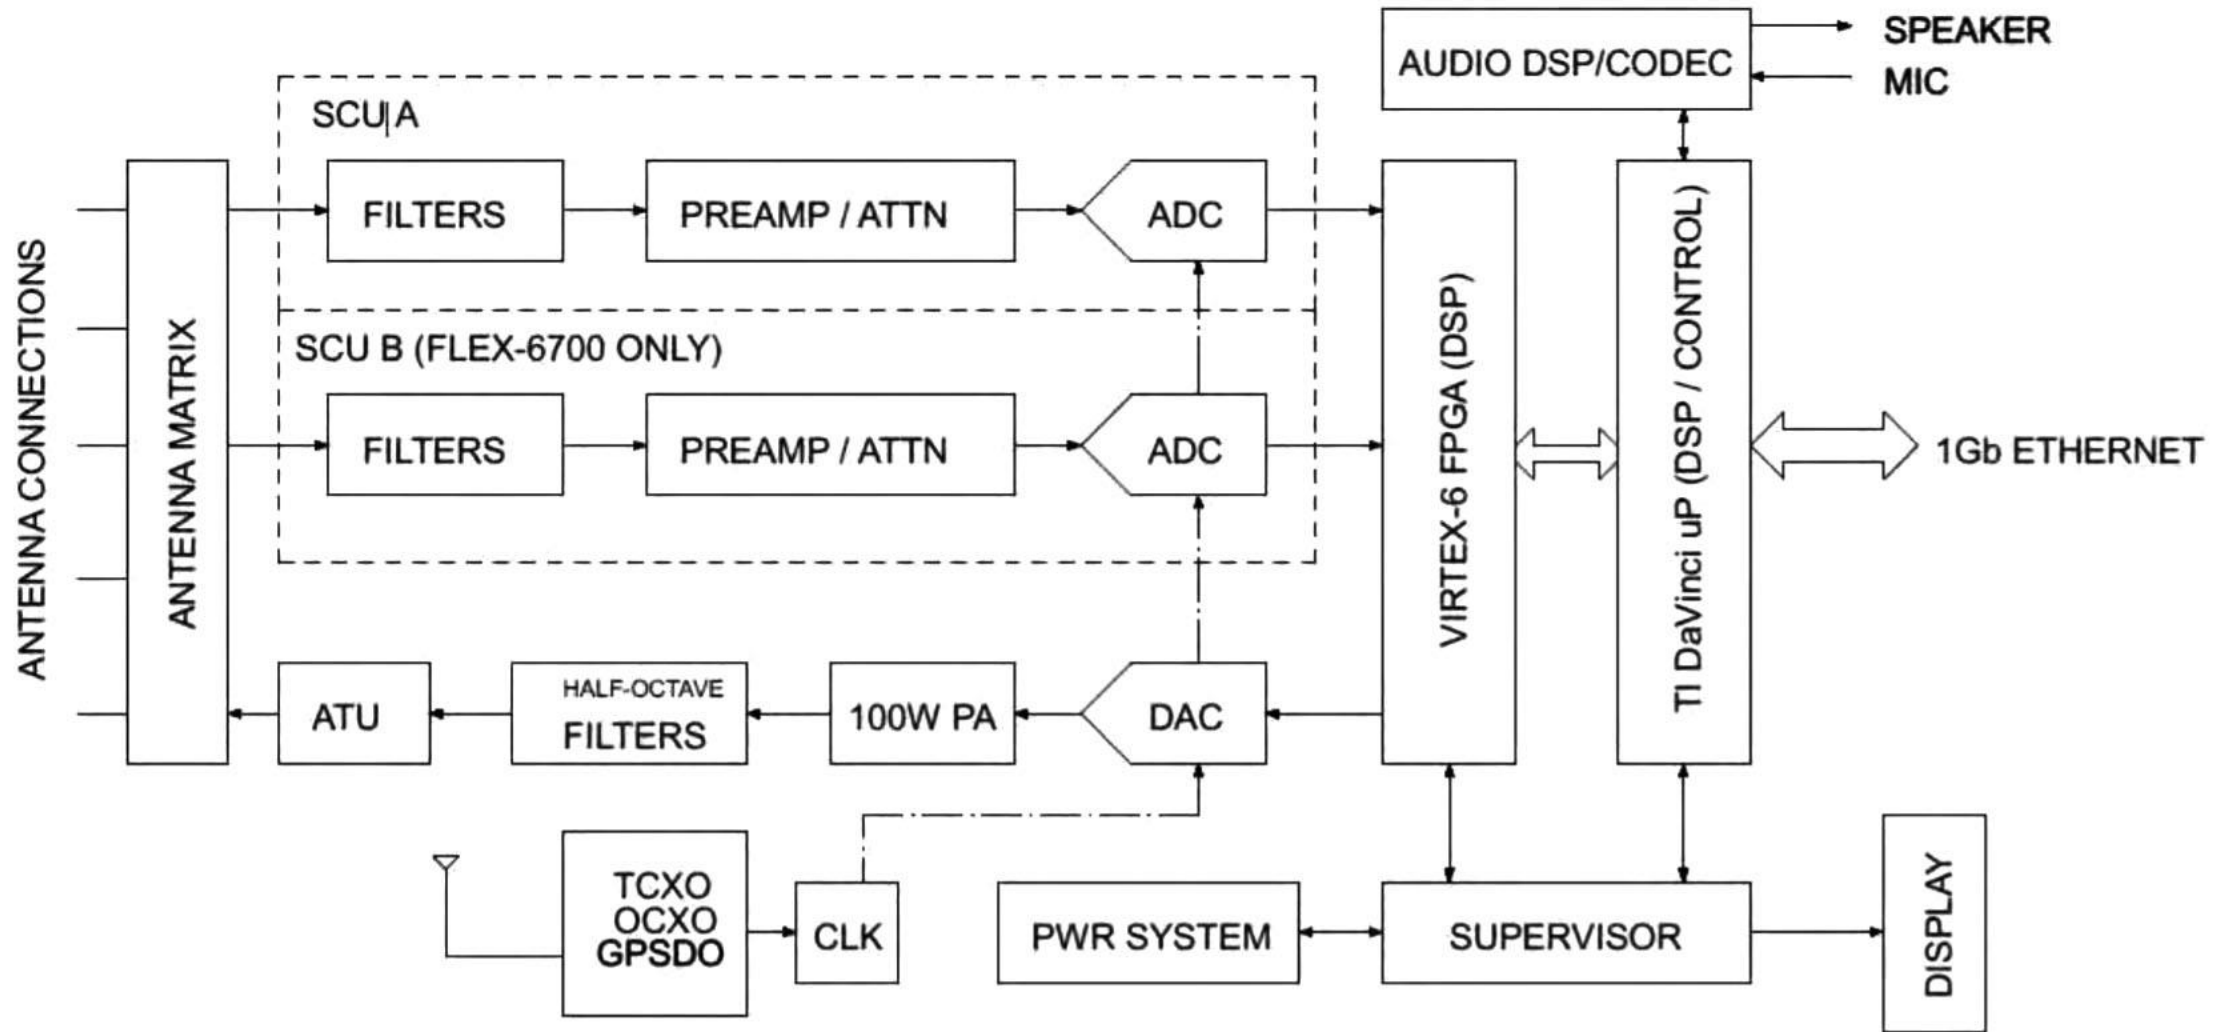 AUDIO DSP/CODEC
SPEAKER
MIC
SCU A
FILTERS
PREAMP / ATTN
ADC
SCU B (FLEX-6700 ONLY)
FILTERS
PREAMP / ATTN
ADC
ANTENNA CONNECTIONS
ANTENNA MATRIX
VIRTEX-6 FPGA (DSP)
TI DaVinci uP (DSP / CONTROL)
1Gb ETHERNET
ATU
HALF-OCTAVE
FILTERS
100W PA
DAC
TCXO
OCXO
GPSDO
CLK
PWR SYSTEM
SUPERVISOR
DISPLAY